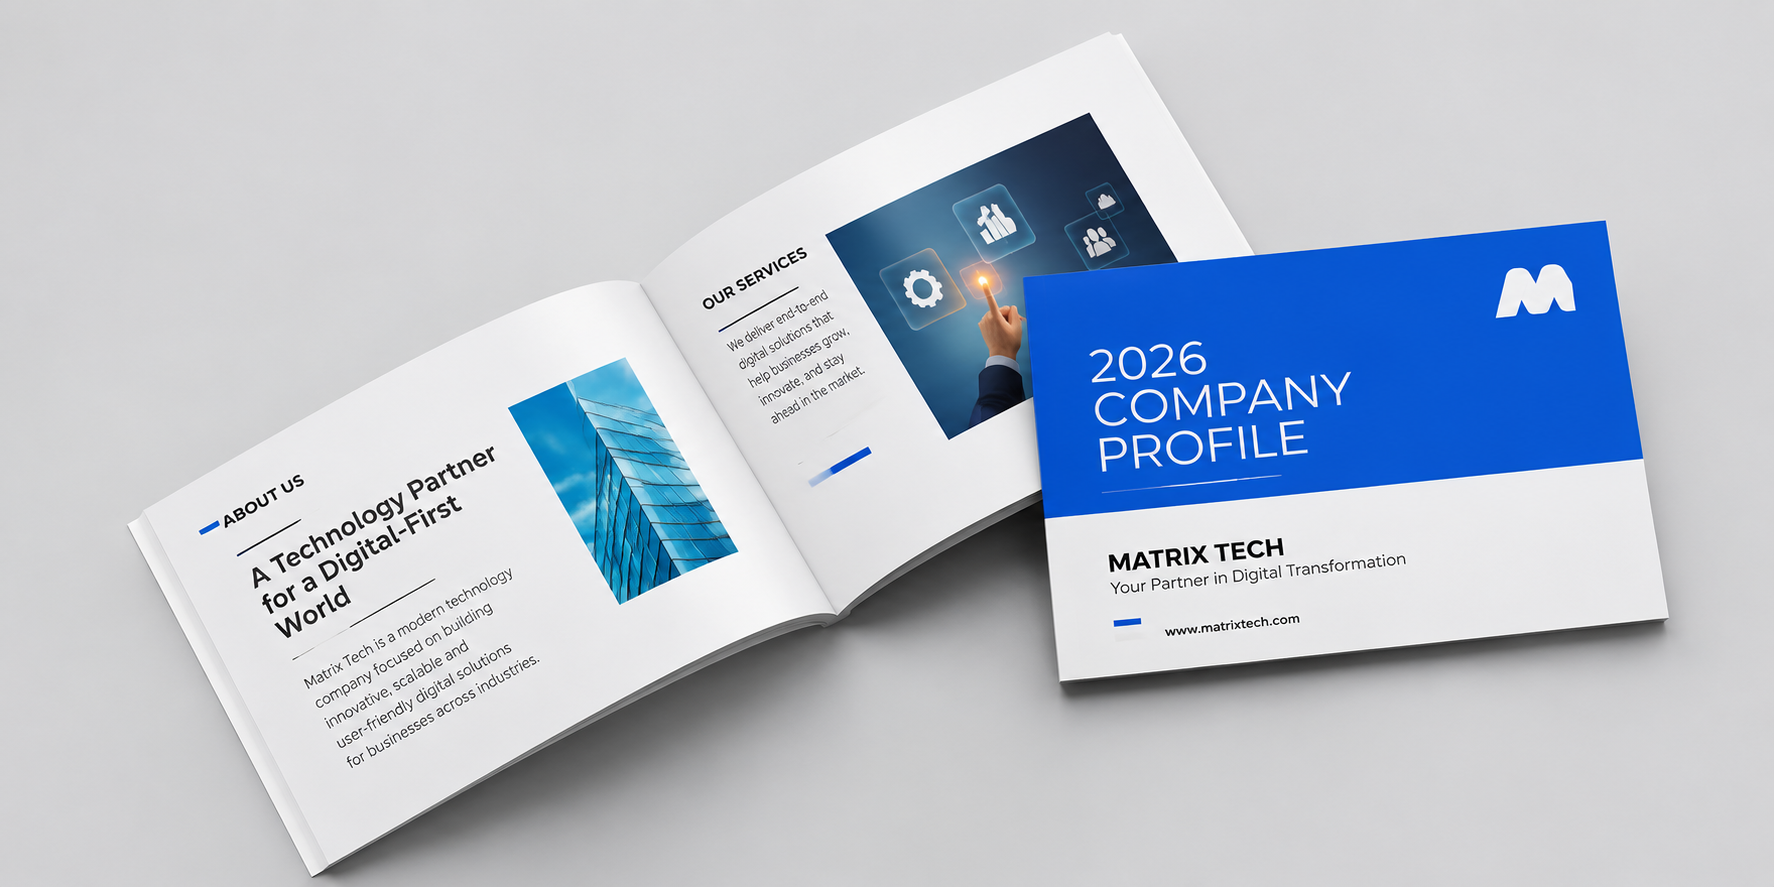 ABOUT US
A Technology Partner
for a Digital-First
World
Matrix Tech is a modern technology
company focused on building
innovative, scalable and
user-friendly digital solutions
for businesses across industries.
OUR SERVICES
We deliver end-to-end
digital solutions that
help businesses grow,
innovate, and stay
ahead in the market.
2026
COMPANY
PROFILE
MATRIX TECH
Your Partner in Digital Transformation
www.matrixtech.com